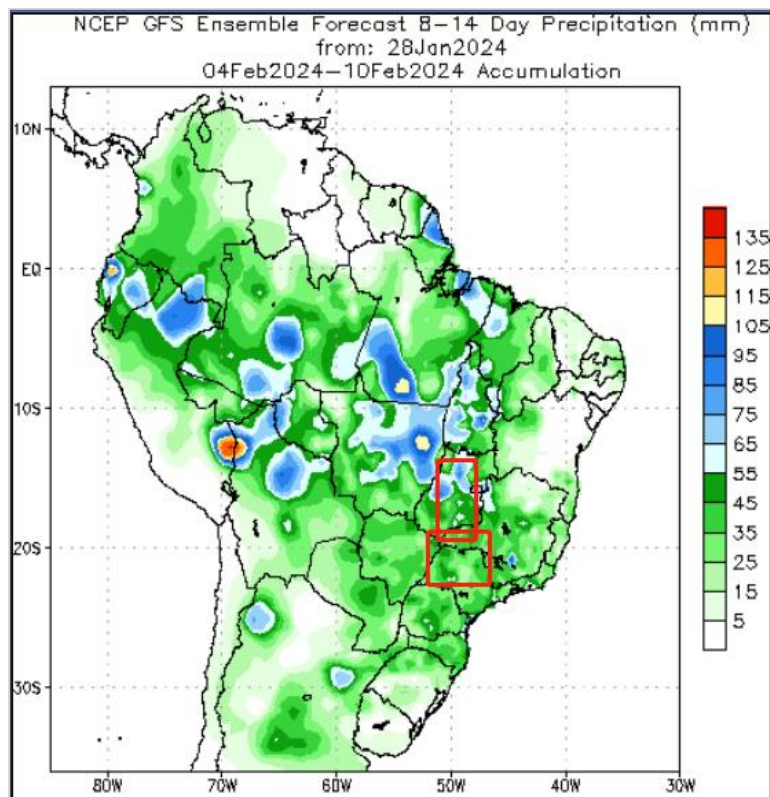 NCEP GFS Ensemble Forecast 8-14 Day Precipitation (mm)
from: 28Jan2024
04Feb2024-10Feb2024 Accumulation
10N
EQ
10S
20S
30S
80W
70W
60W
50W
40W
30W
135
125
115
105
95
85
75
65
55
45
35
25
15
5